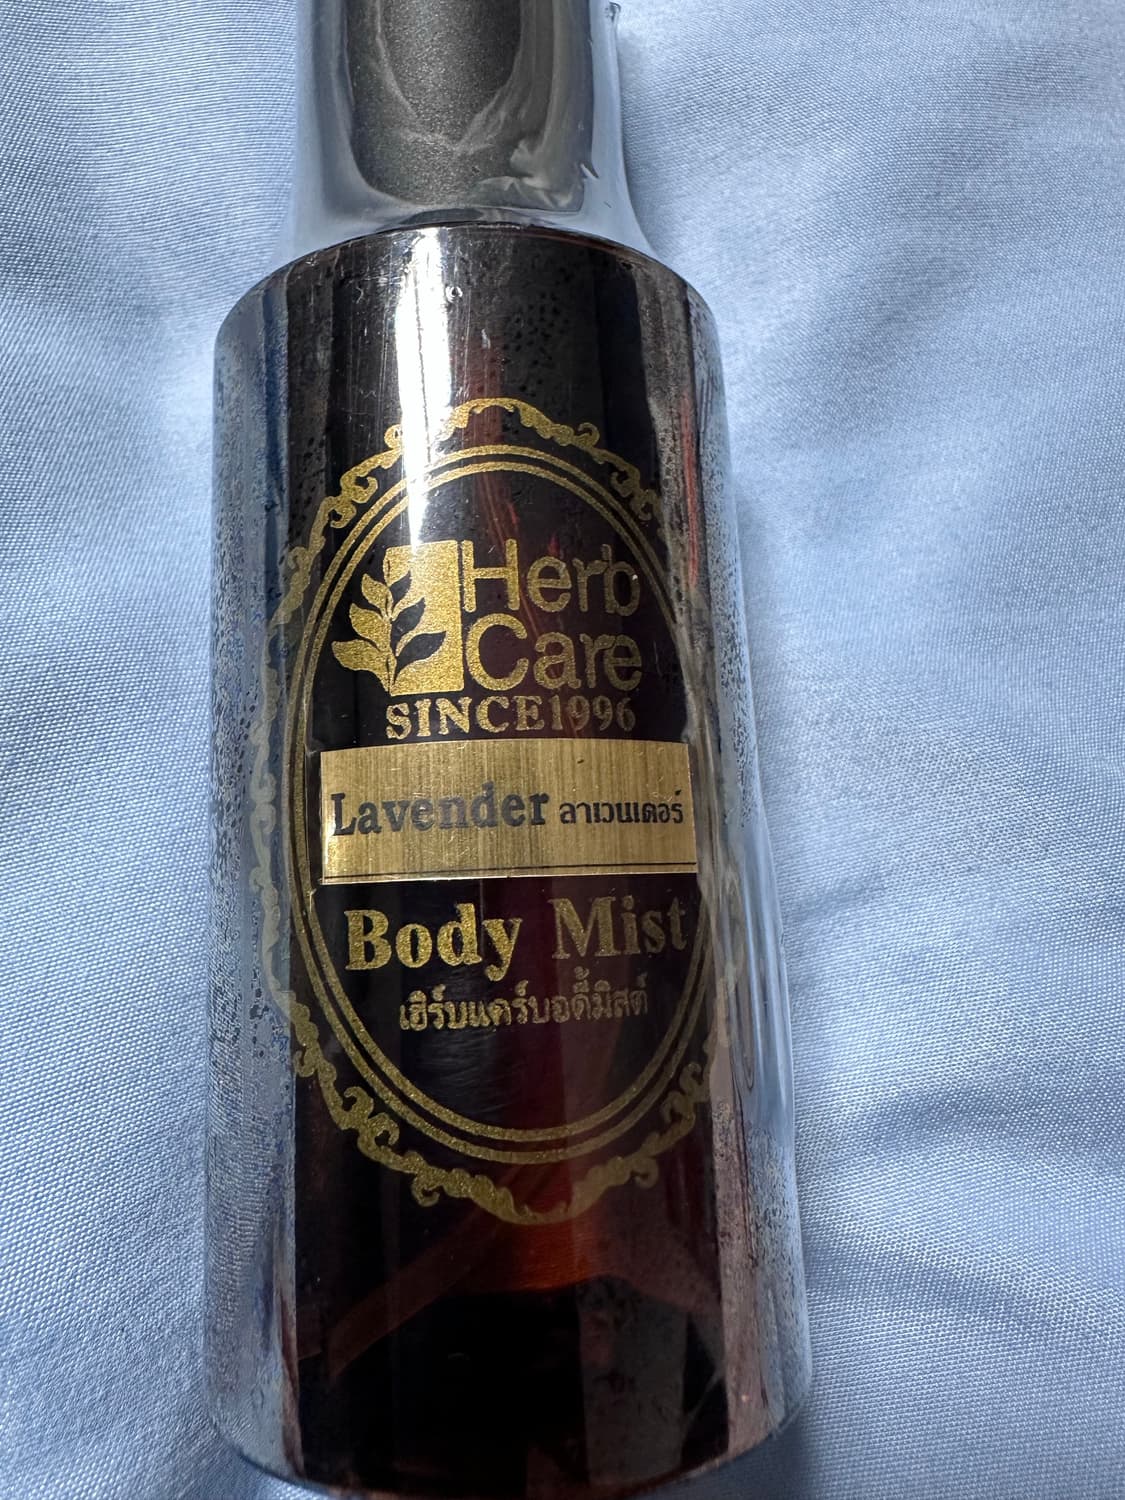 Herb
Care
SINCE1996
Lavender ลาเวนเดอร์
Body Mist
เฮิร์บแคร์บอดี้มิสต์